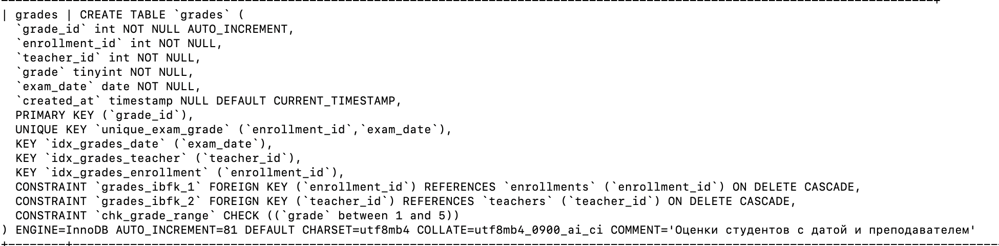 | grades | CREATE TABLE `grades` (
  `grade_id` int NOT NULL AUTO_INCREMENT,
  `enrollment_id` int NOT NULL,
  `teacher_id` int NOT NULL,
  `grade` tinyint NOT NULL,
  `exam_date` date NOT NULL,
  `created_at` timestamp NULL DEFAULT CURRENT_TIMESTAMP,
  PRIMARY KEY (`grade_id`),
  UNIQUE KEY `unique_exam_grade` (`enrollment_id`,`exam_date`),
  KEY `idx_grades_date` (`exam_date`),
  KEY `idx_grades_teacher` (`teacher_id`),
  KEY `idx_grades_enrollment` (`enrollment_id`),
  CONSTRAINT `grades_ibfk_1` FOREIGN KEY (`enrollment_id`) REFERENCES `enrollments` (`enrollment_id`) ON DELETE CASCADE,
  CONSTRAINT `grades_ibfk_2` FOREIGN KEY (`teacher_id`) REFERENCES `teachers` (`teacher_id`) ON DELETE CASCADE,
  CONSTRAINT `chk_grade_range` CHECK ((`grade` between 1 and 5))
) ENGINE=InnoDB AUTO_INCREMENT=81 DEFAULT CHARSET=utf8mb4 COLLATE=utf8mb4_0900_ai_ci COMMENT='Оценки студентов с датой и преподавателем'